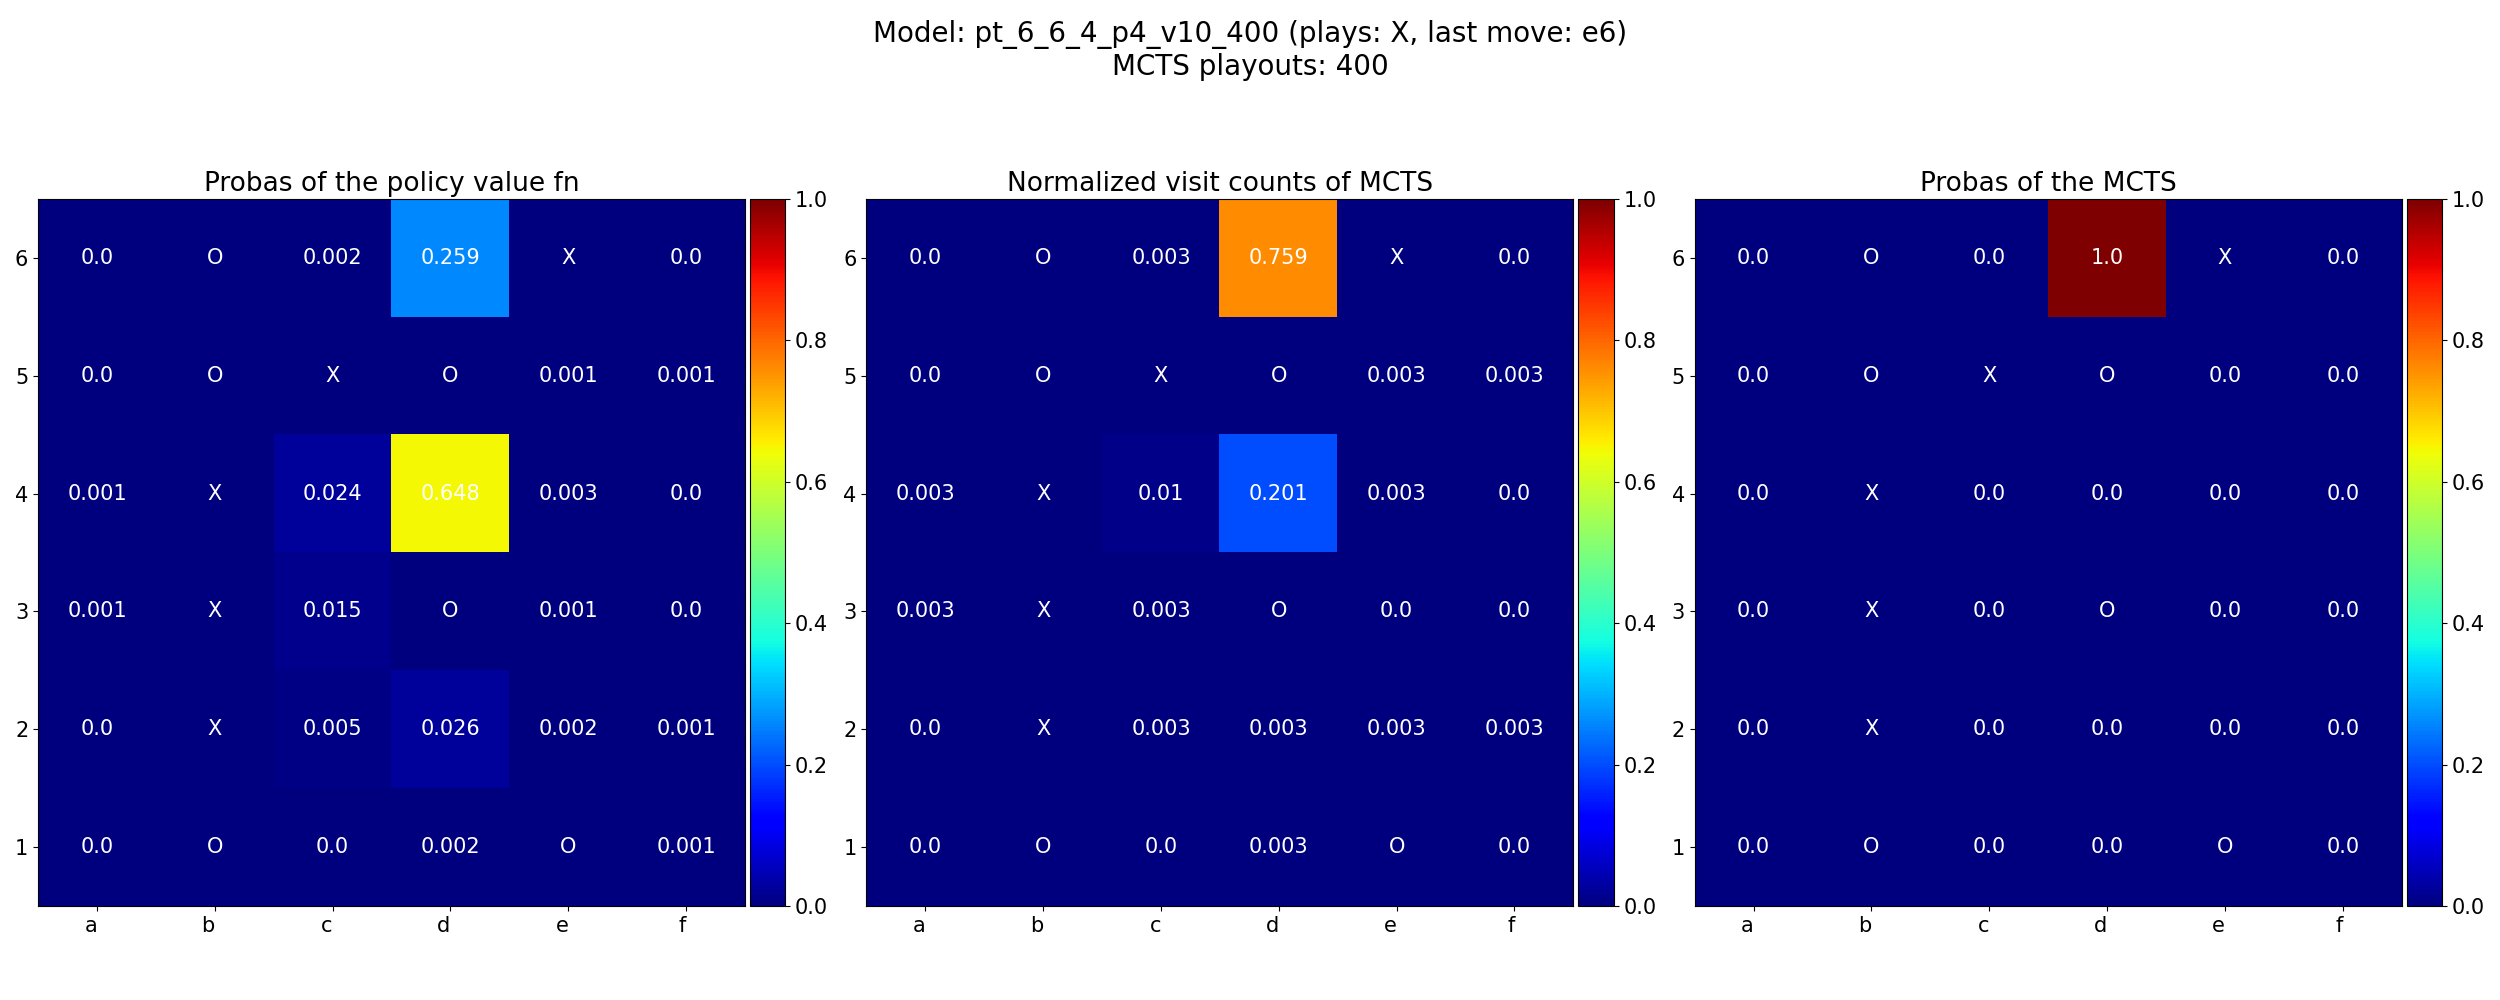 Model: pt_6_6_4_p4_v10_400 (plays: X, last move: e6)
MCTS playouts: 400
Probas of the policy value fn
6 0.0 O 0.002 0.259 X 0.0
5 0.0 O X O 0.001 0.001
4 0.001 X 0.024 0.648 0.003 0.0
3 0.001 X 0.015 O 0.001 0.0
2 0.0 X 0.005 0.026 0.002 0.001
1 0.0 O 0.0 0.002 O 0.001
a b c d e f
1.0
0.8
0.6
0.4
0.2
0.0
Normalized visit counts of MCTS
6 0.0 O 0.003 0.759 X 0.0
5 0.0 O X O 0.003 0.003
4 0.003 X 0.01 0.201 0.003 0.0
3 0.003 X 0.003 O 0.0 0.0
2 0.0 X 0.003 0.003 0.003 0.003
1 0.0 O 0.0 0.003 O 0.0
a b c d e f
1.0
0.8
0.6
0.4
0.2
0.0
Probas of the MCTS
6 0.0 O 0.0 1.0 X 0.0
5 0.0 O X O 0.0 0.0
4 0.0 X 0.0 0.0 0.0 0.0
3 0.0 X 0.0 O 0.0 0.0
2 0.0 X 0.0 0.0 0.0 0.0
1 0.0 O 0.0 0.0 O 0.0
a b c d e f
1.0
0.8
0.6
0.4
0.2
0.0